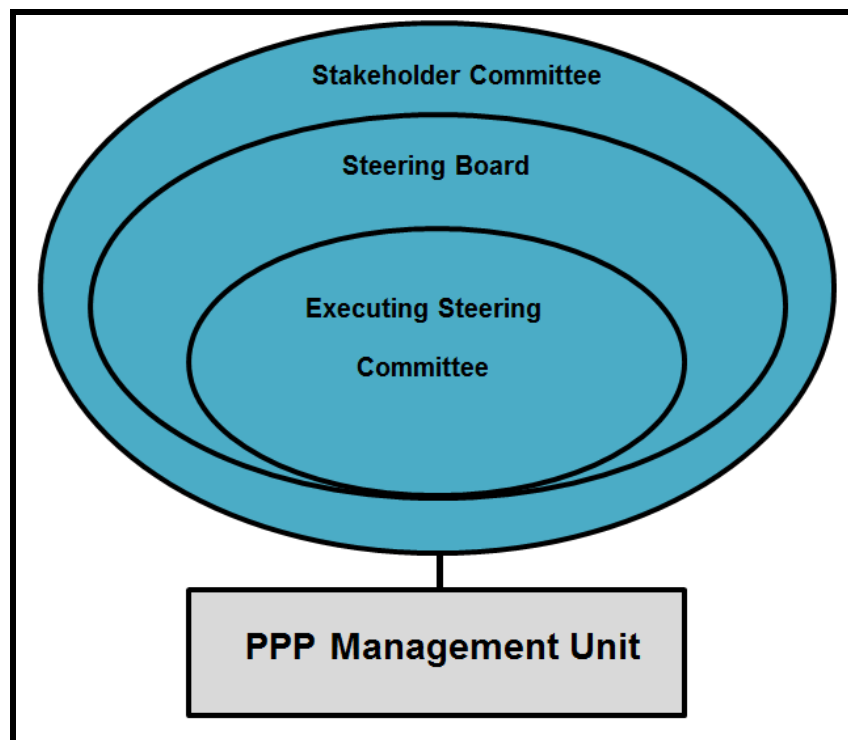 Stakeholder Committee
Steering Board
Executing Steering
Committee
PPP Management Unit